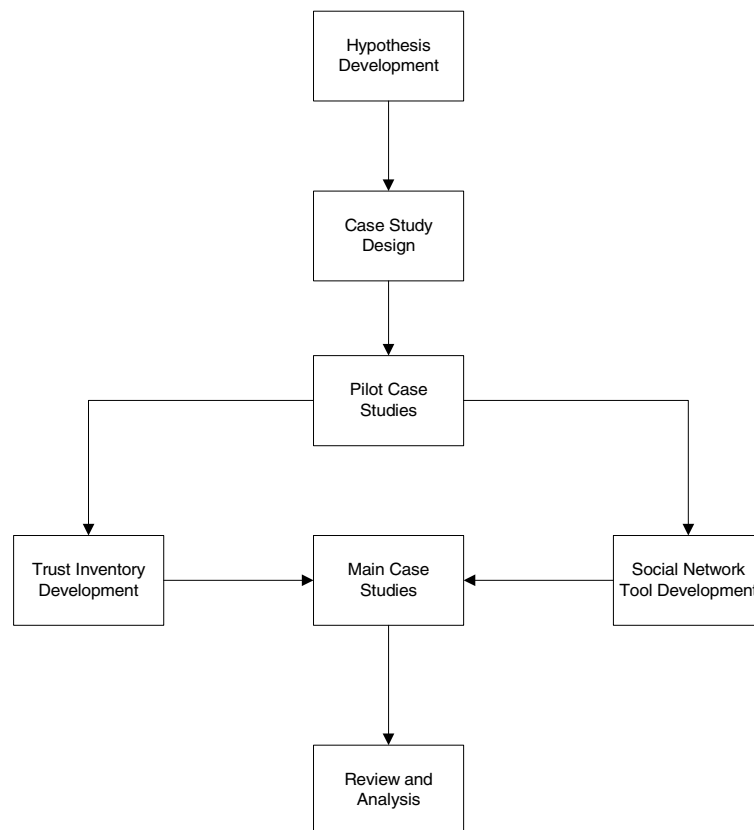 Hypothesis
Development
Case Study
Design
Pilot Case
Studies
Trust Inventory
Development
Main Case
Studies
Social Network
Tool Development
Review and
Analysis